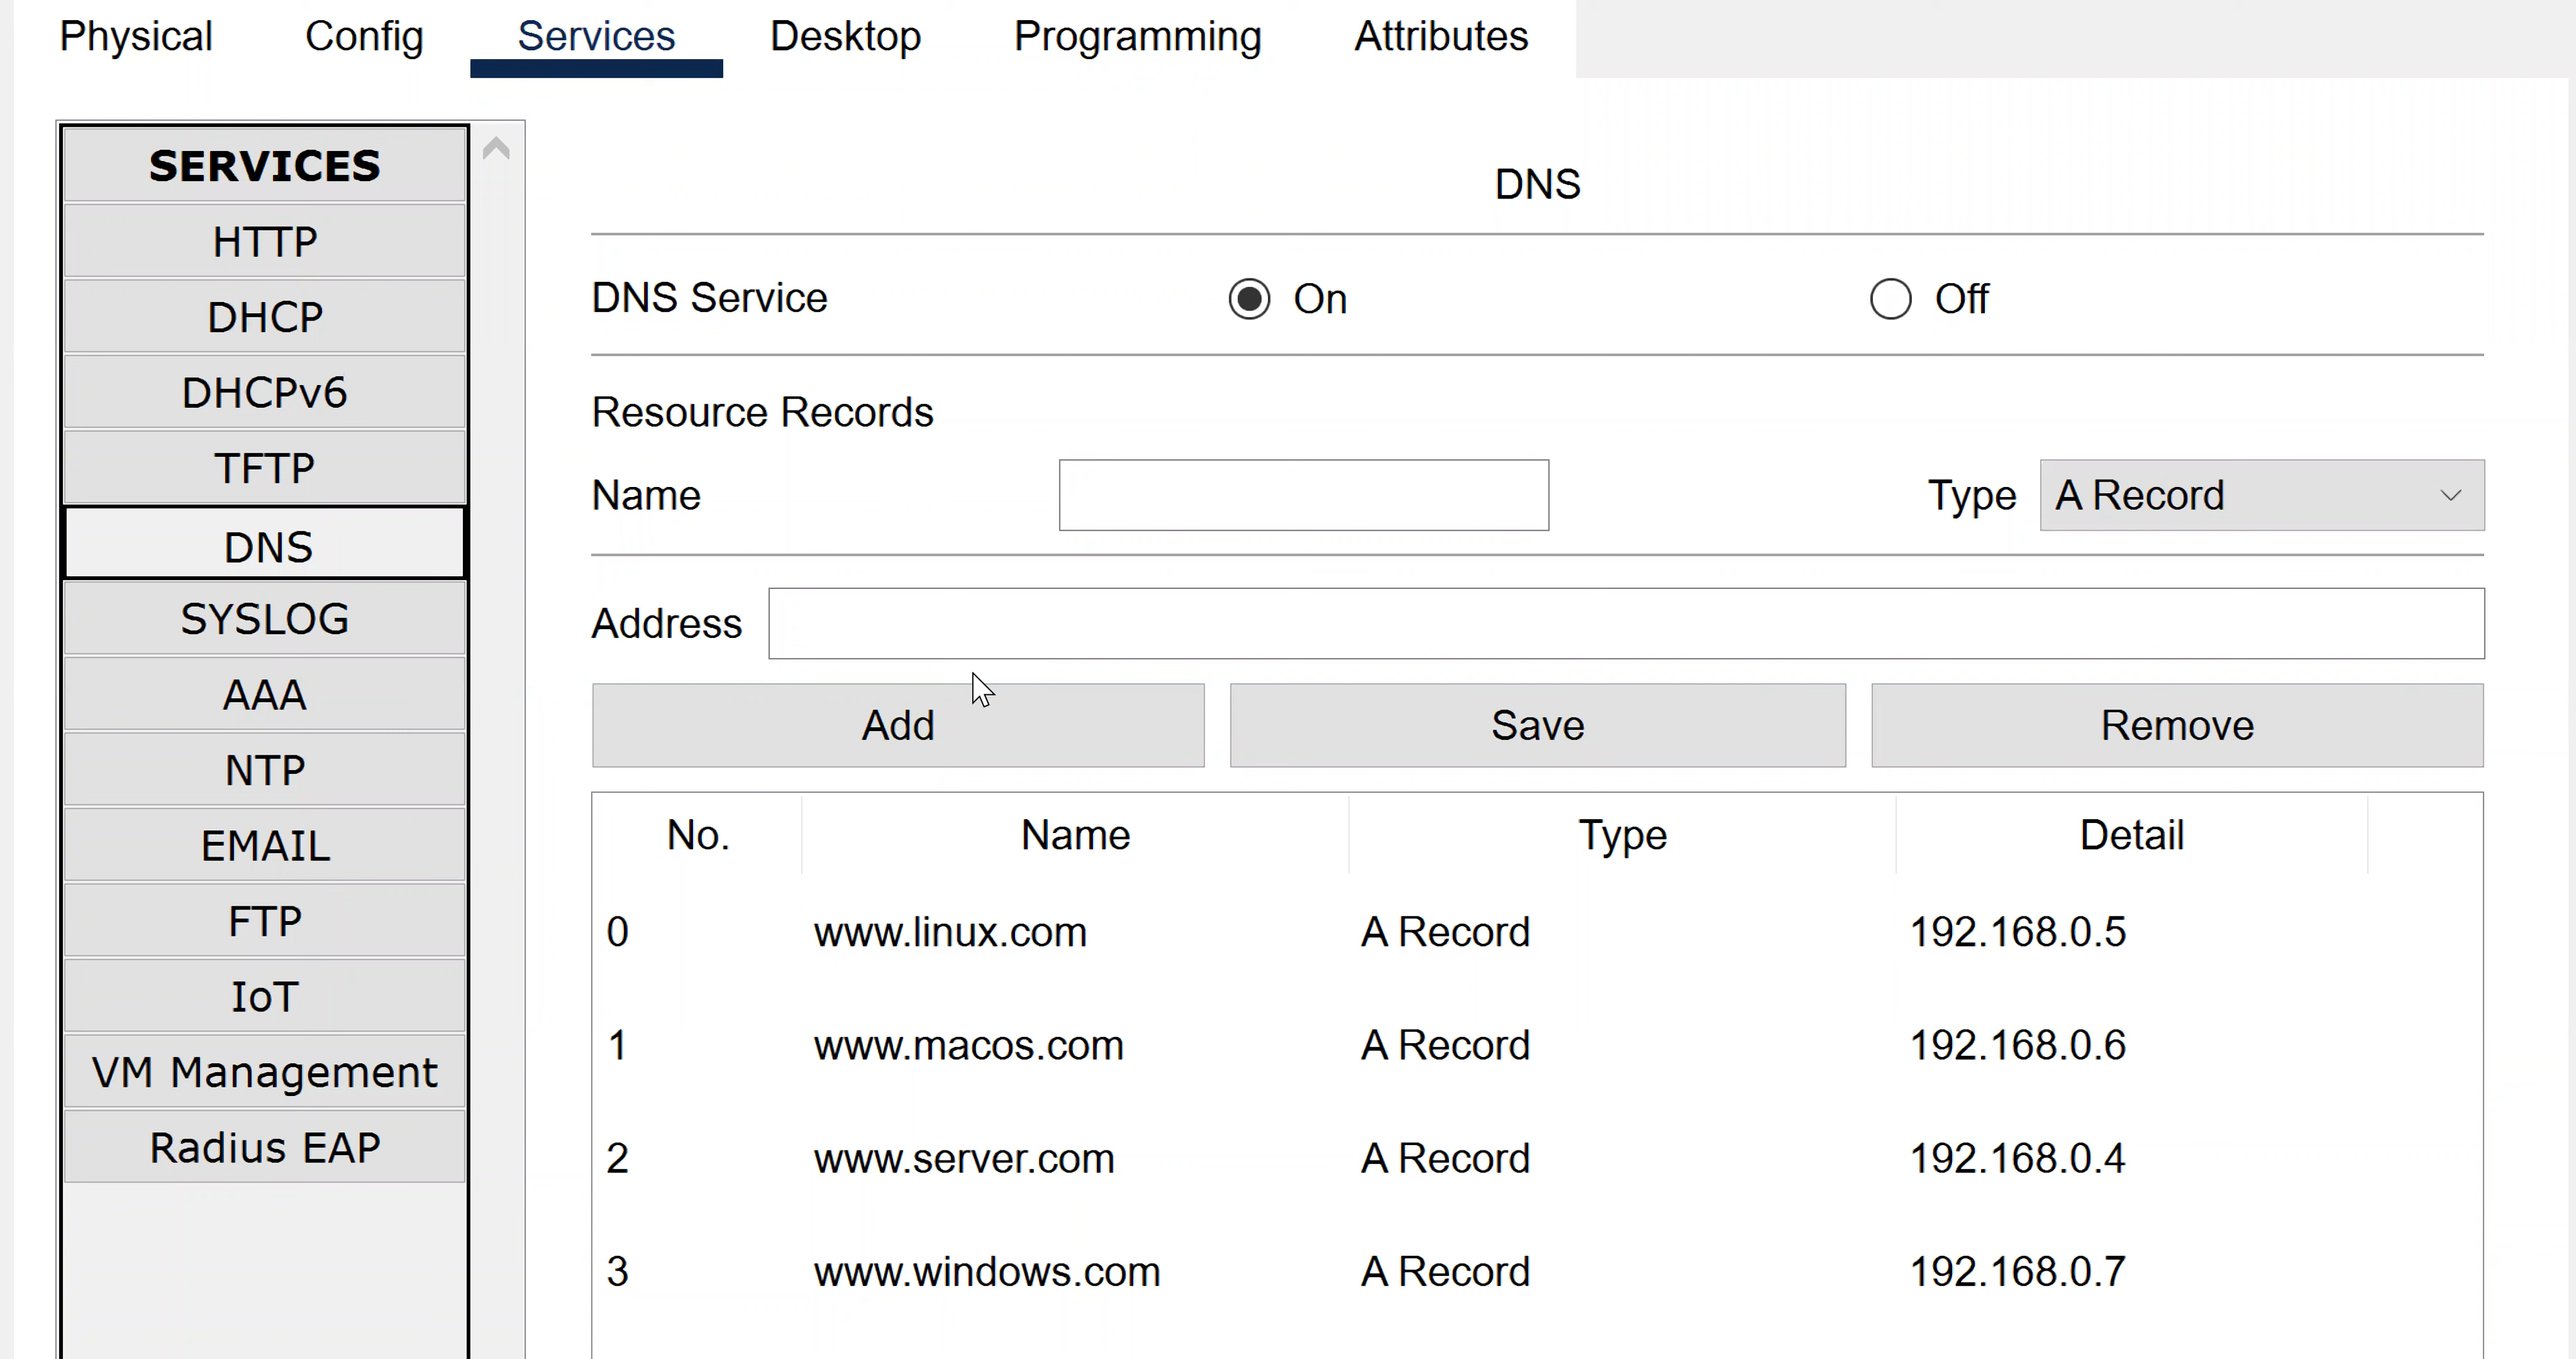 Physical Config Services Desktop Programming Attributes
SERVICES
HTTP
DHCP
DHCPv6
TFTP
DNS
SYSLOG
AAA
NTP
EMAIL
FTP
IoT
VM Management
Radius EAP
DNS
DNS Service On Off
Resource Records
Name Type A Record
Address
Add Save Remove
No. Name Type Detail
0 www.linux.com A Record 192.168.0.5
1 www.macos.com A Record 192.168.0.6
2 www.server.com A Record 192.168.0.4
3 www.windows.com A Record 192.168.0.7